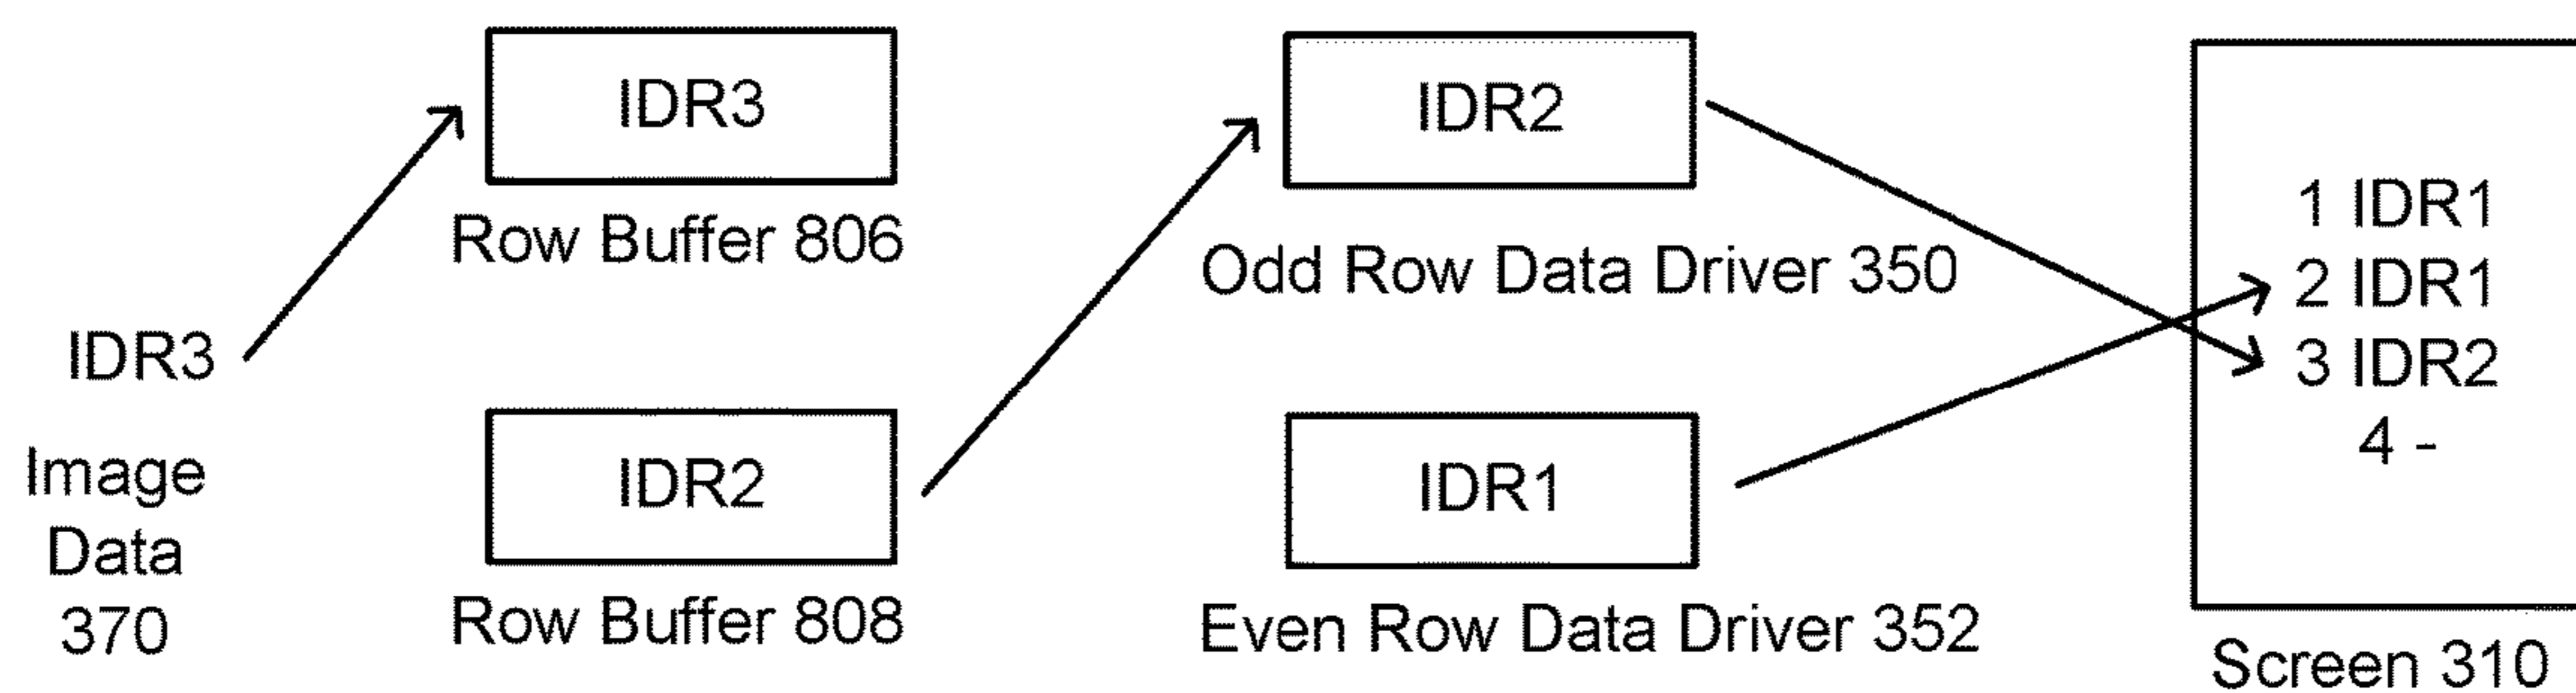 IDR3
Image
Data
370
IDR3
Row Buffer 806
IDR2
Row Buffer 808
IDR2
Odd Row Data Driver 350
IDR1
Even Row Data Driver 352
1 IDR1
2 IDR1
3 IDR2
4 -
Screen 310